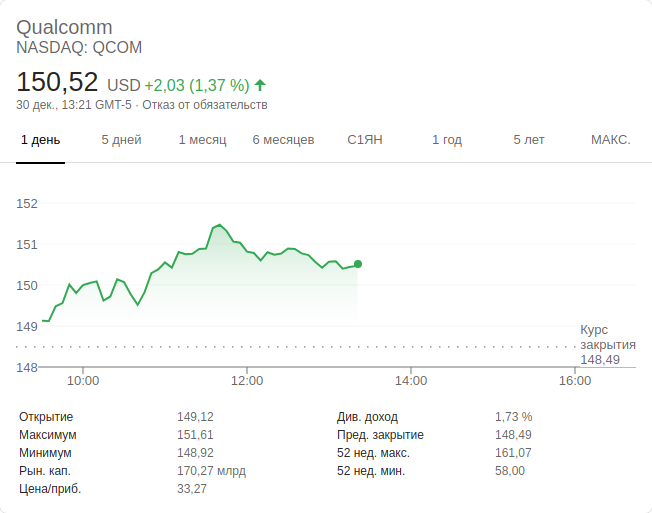 Qualcomm
NASDAQ: QCOM
150,52 USD +2,03 (1,37 %)
30 дек., 13:21 GMT-5 · Отказ от обязательств
1 день 5 дней 1 месяц 6 месяцев С1ЯН 1 год 5 лет МАКС.
152
151
150
149
148
Курс
закрытия
148,49
10:00 12:00 14:00 16:00
Открытие 149,12 Див. доход 1,73 %
Максимум 151,61 Пред. закрытие 148,49
Минимум 148,92 52 нед. макс. 161,07
Рын. кап. 170,27 млрд 52 нед. мин. 58,00
Цена/приб. 33,27